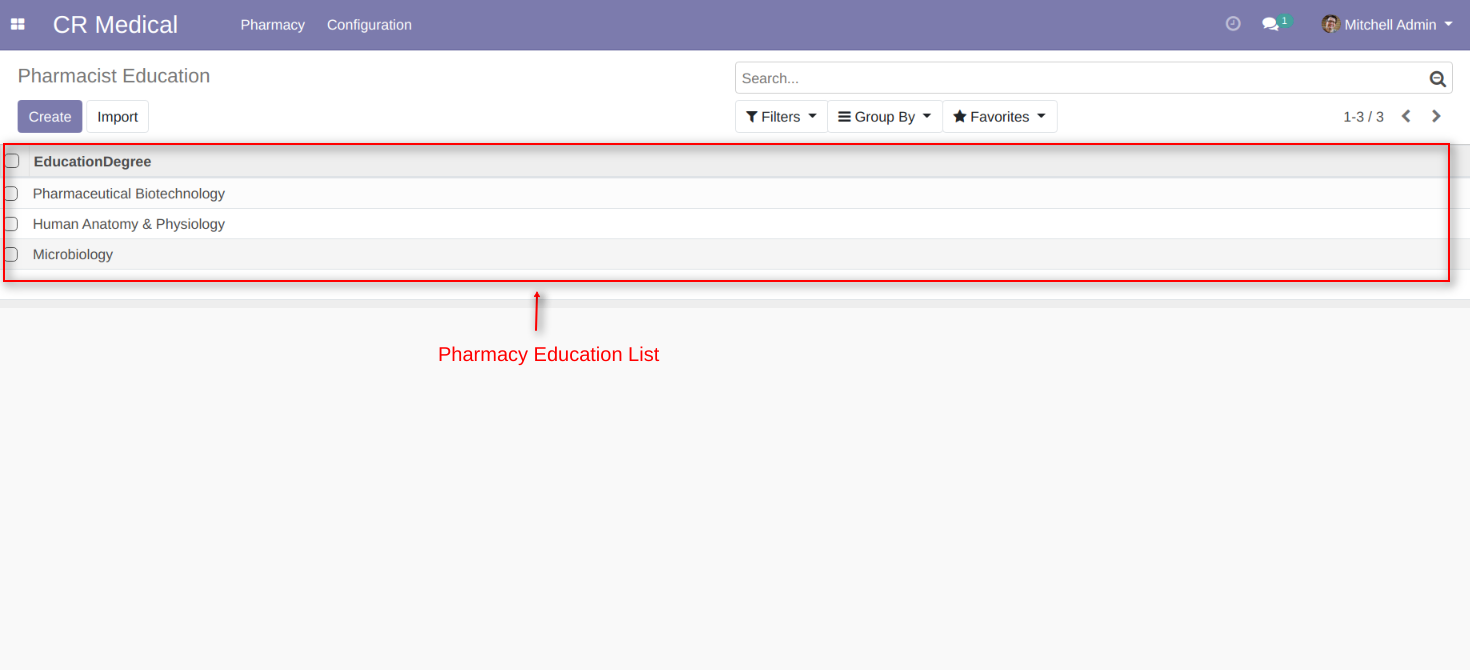 CR Medical Pharmacy Configuration 1 Mitchell Admin
Pharmacist Education Search...
Create Import Filters Group By Favorites 1-3 / 3
EducationDegree
Pharmaceutical Biotechnology
Human Anatomy & Physiology
Microbiology
Pharmacy Education List